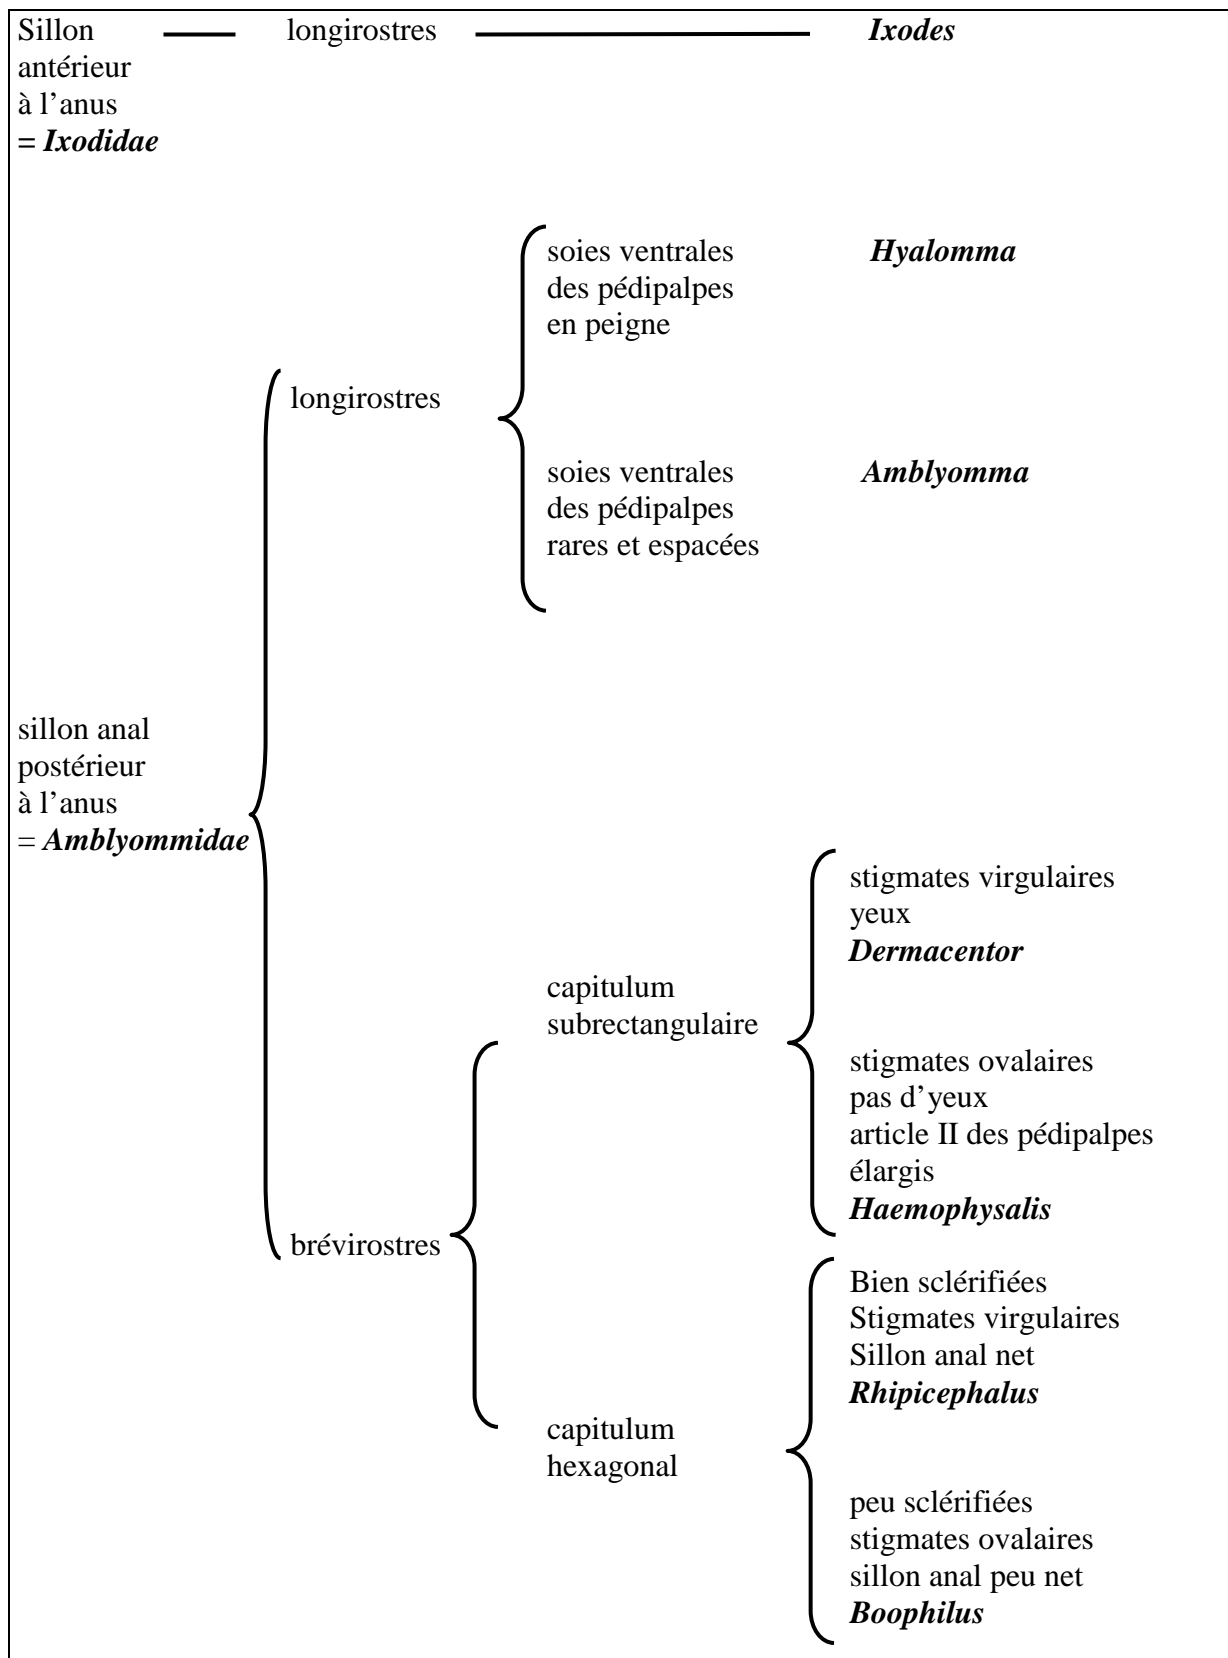 Sillon longirostres Ixodes
antérieur
à l’anus
= Ixodidae
soies ventrales Hyalomma
des pédipalpes
en peigne
longirostres
soies ventrales Amblyomma
des pédipalpes
rares et espacées
sillon anal
postérieur
à l’anus
= Amblyommidae
stigmates virgulaires
yeux
Dermacentor
capitulum
subrectangulaire
stigmates ovalaires
pas d’yeux
article II des pédipalpes
élargis
Haemophysalis
brévirostres
Bien sclérifiées
Stigmates virgulaires
Sillon anal net
Rhipicephalus
capitulum
hexagonal
peu sclérifiées
stigmates ovalaires
sillon anal peu net
Boophilus